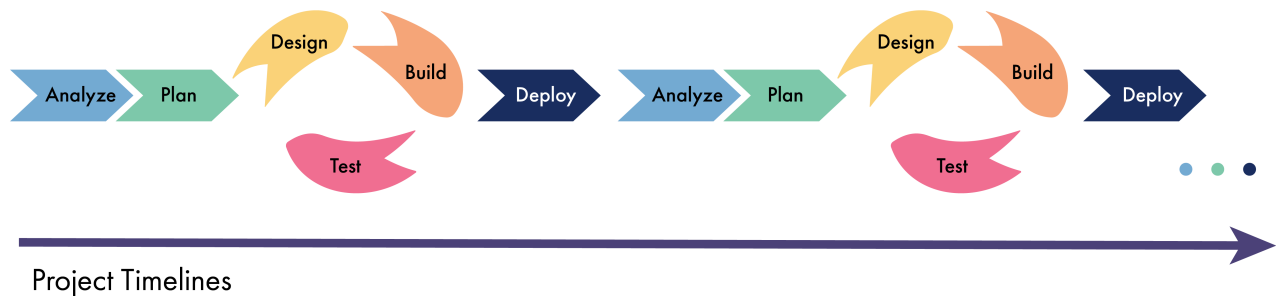 Analyze
Plan
Design
Build
Test
Deploy
Analyze
Plan
Design
Build
Test
Deploy
Project Timelines